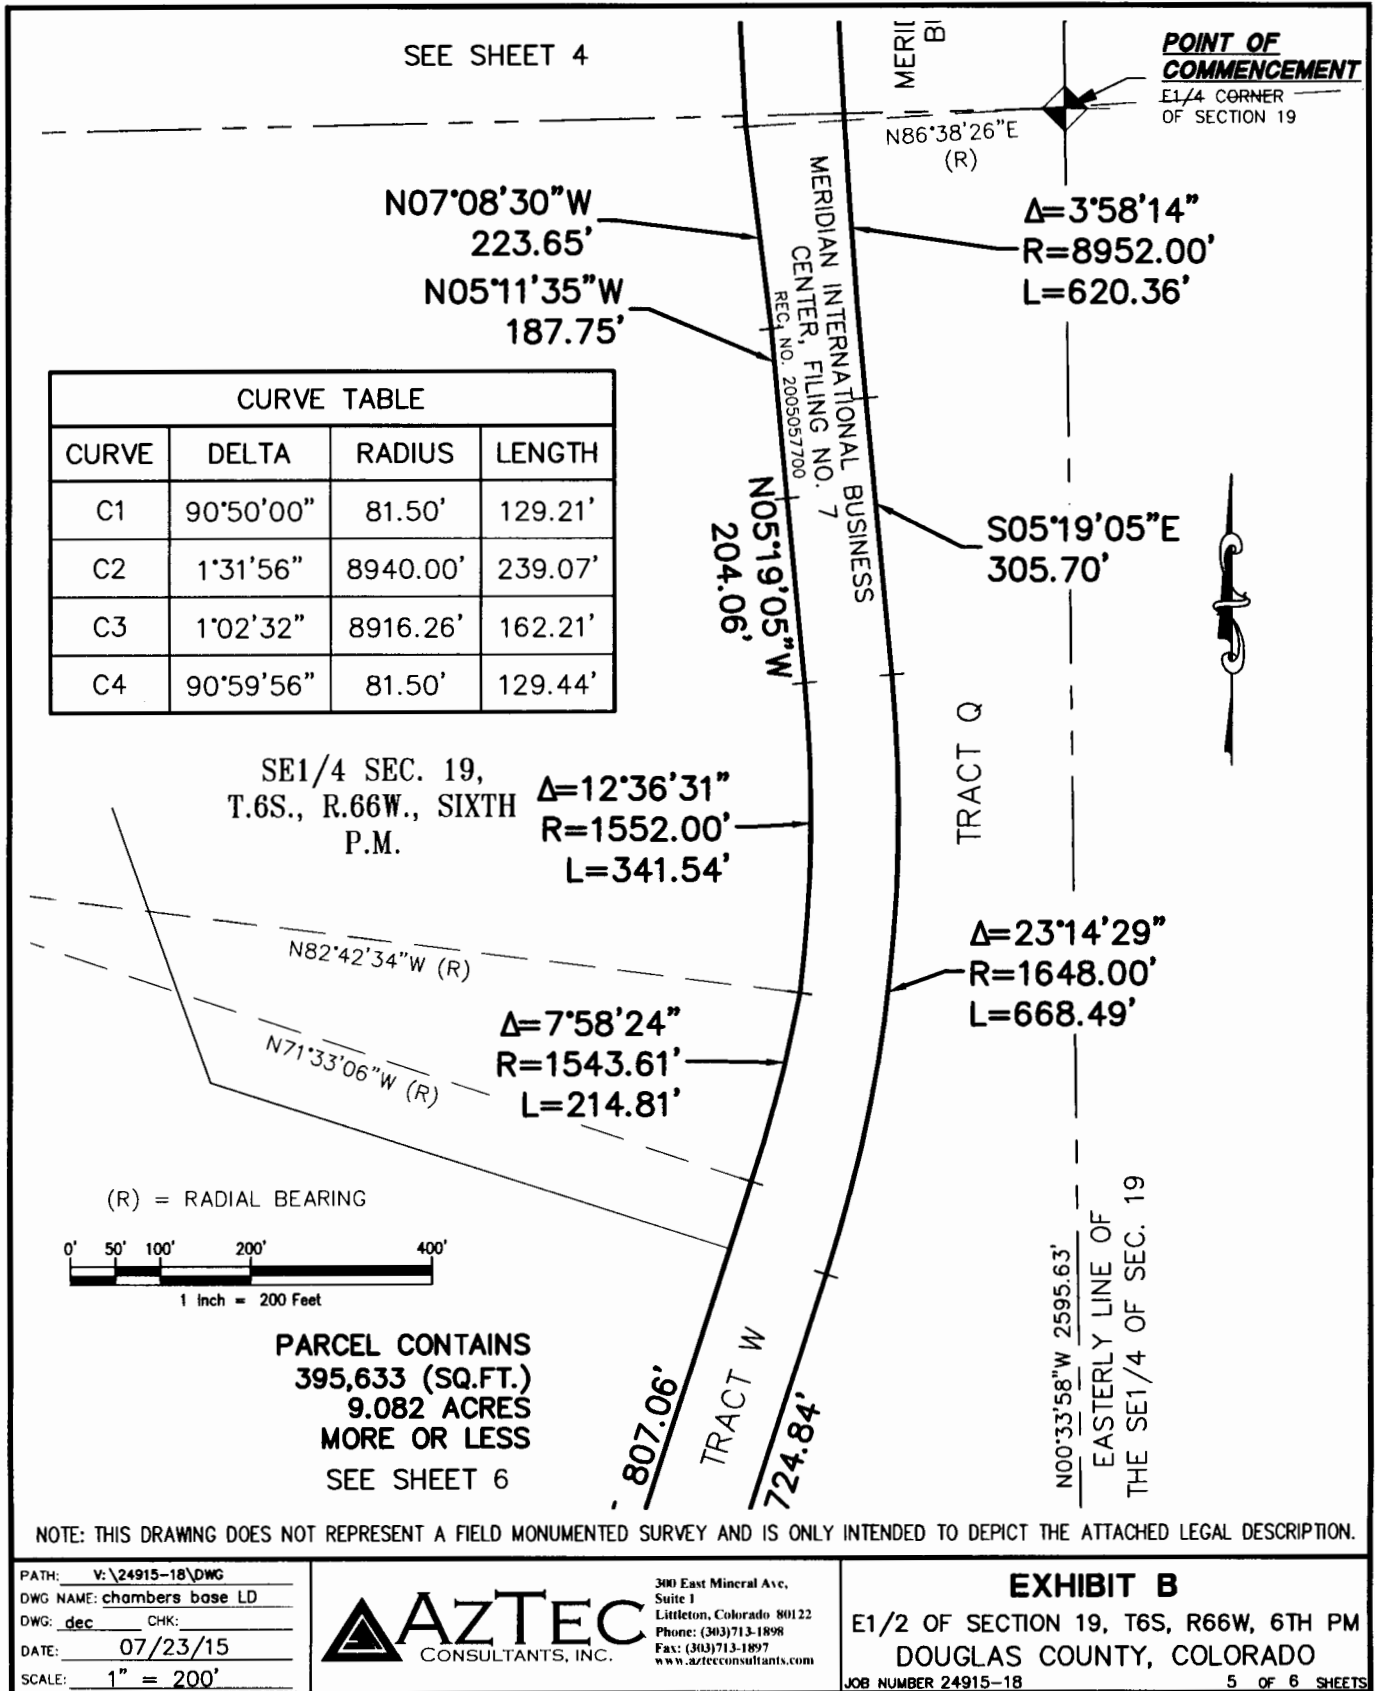 SEE SHEET 4
MERI
B
POINT OF
COMMENCEMENT
E1/4 CORNER
OF SECTION 19
N86°38'26"E
(R)
N07°08'30"W
223.65'
N05°11'35"W
187.75'
Δ=3°58'14"
R=8952.00'
L=620.36'
MERIDIAN INTERNATIONAL BUSINESS
CENTER, FILING NO. 7
REC. NO. 2005057700
CURVE TABLE
CURVE DELTA RADIUS LENGTH
C1 90°50'00" 81.50' 129.21'
C2 1°31'56" 8940.00' 239.07'
C3 1°02'32" 8916.26' 162.21'
C4 90°59'56" 81.50' 129.44'
N05°19'05"W
204.06'
S05°19'05"E
305.70'
SE1/4 SEC. 19,
T.6S., R.66W., SIXTH
P.M.
Δ=12°36'31"
R=1552.00'
L=341.54'
TRACT Q
N82°42'34"W (R)
Δ=23°14'29"
R=1648.00'
L=668.49'
N71°33'06"W (R)
Δ=7°58'24"
R=1543.61'
L=214.81'
(R) = RADIAL BEARING
0' 50' 100' 200' 400'
1 Inch = 200 Feet
PARCEL CONTAINS
395,633 (SQ.FT.)
9.082 ACRES
MORE OR LESS
SEE SHEET 6
807.06'
TRACT W
724.84'
N00°33'58"W 2595.63'
EASTERLY LINE OF
THE SE1/4 OF SEC. 19
NOTE: THIS DRAWING DOES NOT REPRESENT A FIELD MONUMENTED SURVEY AND IS ONLY INTENDED TO DEPICT THE ATTACHED LEGAL DESCRIPTION.
PATH: V:\24915-18\DWG
DWG NAME: chambers base LD
DWG: dec CHK:
DATE: 07/23/15
SCALE: 1" = 200'
AZTEC
CONSULTANTS, INC.
300 East Mineral Ave,
Suite 1
Littleton, Colorado 80122
Phone: (303)713-1898
Fax: (303)713-1897
www.aztecconsultants.com
EXHIBIT B
E1/2 OF SECTION 19, T6S, R66W, 6TH PM
DOUGLAS COUNTY, COLORADO
JOB NUMBER 24915-18 5 OF 6 SHEETS